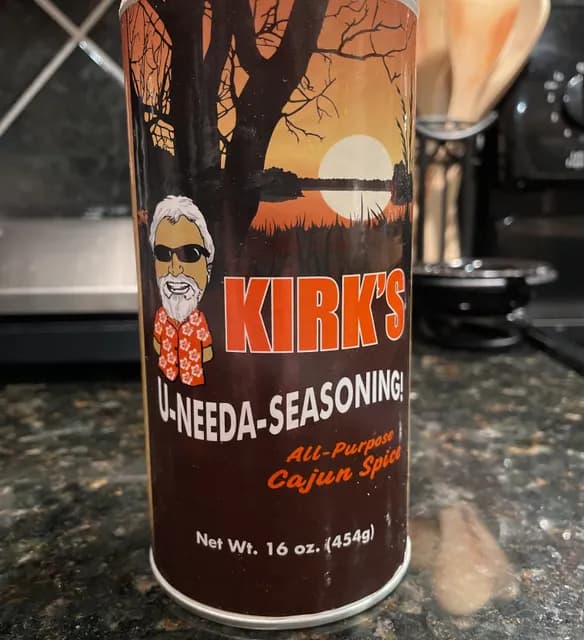 KIRK'S
U-NEEDA-SEASONING!
All-Purpose
Cajun Spice
Net Wt. 16 oz. (454g)